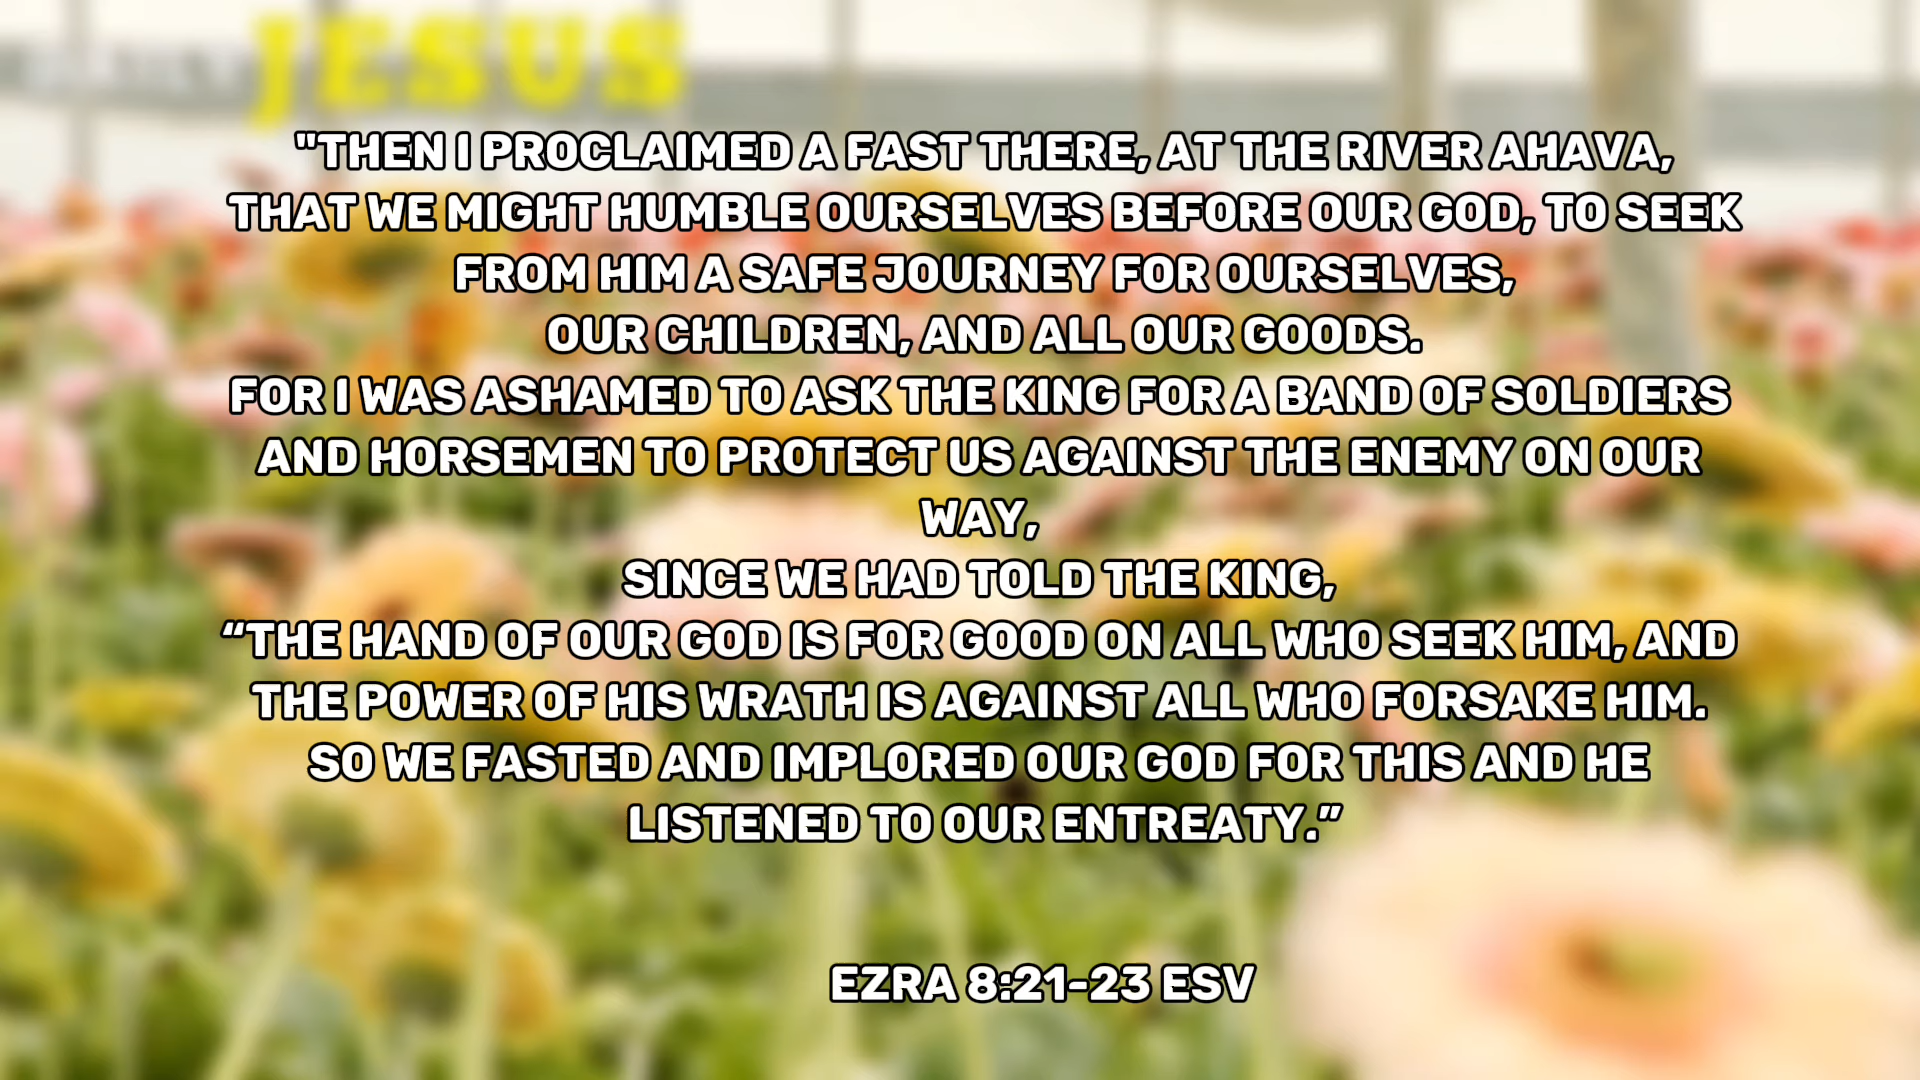 JESUS
"THEN I PROCLAIMED A FAST THERE, AT THE RIVER AHAVA,
THAT WE MIGHT HUMBLE OURSELVES BEFORE OUR GOD, TO SEEK
FROM HIM A SAFE JOURNEY FOR OURSELVES,
OUR CHILDREN, AND ALL OUR GOODS.
FOR I WAS ASHAMED TO ASK THE KING FOR A BAND OF SOLDIERS
AND HORSEMEN TO PROTECT US AGAINST THE ENEMY ON OUR
WAY,
SINCE WE HAD TOLD THE KING,
“THE HAND OF OUR GOD IS FOR GOOD ON ALL WHO SEEK HIM, AND
THE POWER OF HIS WRATH IS AGAINST ALL WHO FORSAKE HIM.
SO WE FASTED AND IMPLORED OUR GOD FOR THIS AND HE
LISTENED TO OUR ENTREATY.”
EZRA 8:21-23 ESV